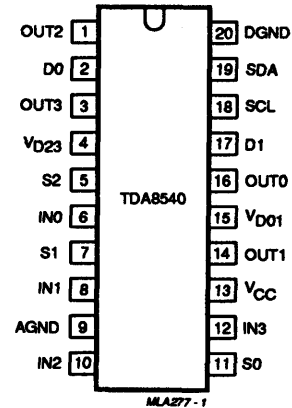 OUT2 1 20 DGND
D0 2 19 SDA
OUT3 3 18 SCL
VD23 4 17 D1
S2 5 16 OUT0
TDA8540
IN0 6 15 VD01
S1 7 14 OUT1
IN1 8 13 VCC
AGND 9 12 IN3
IN2 10 11 S0
MLA277 - 1